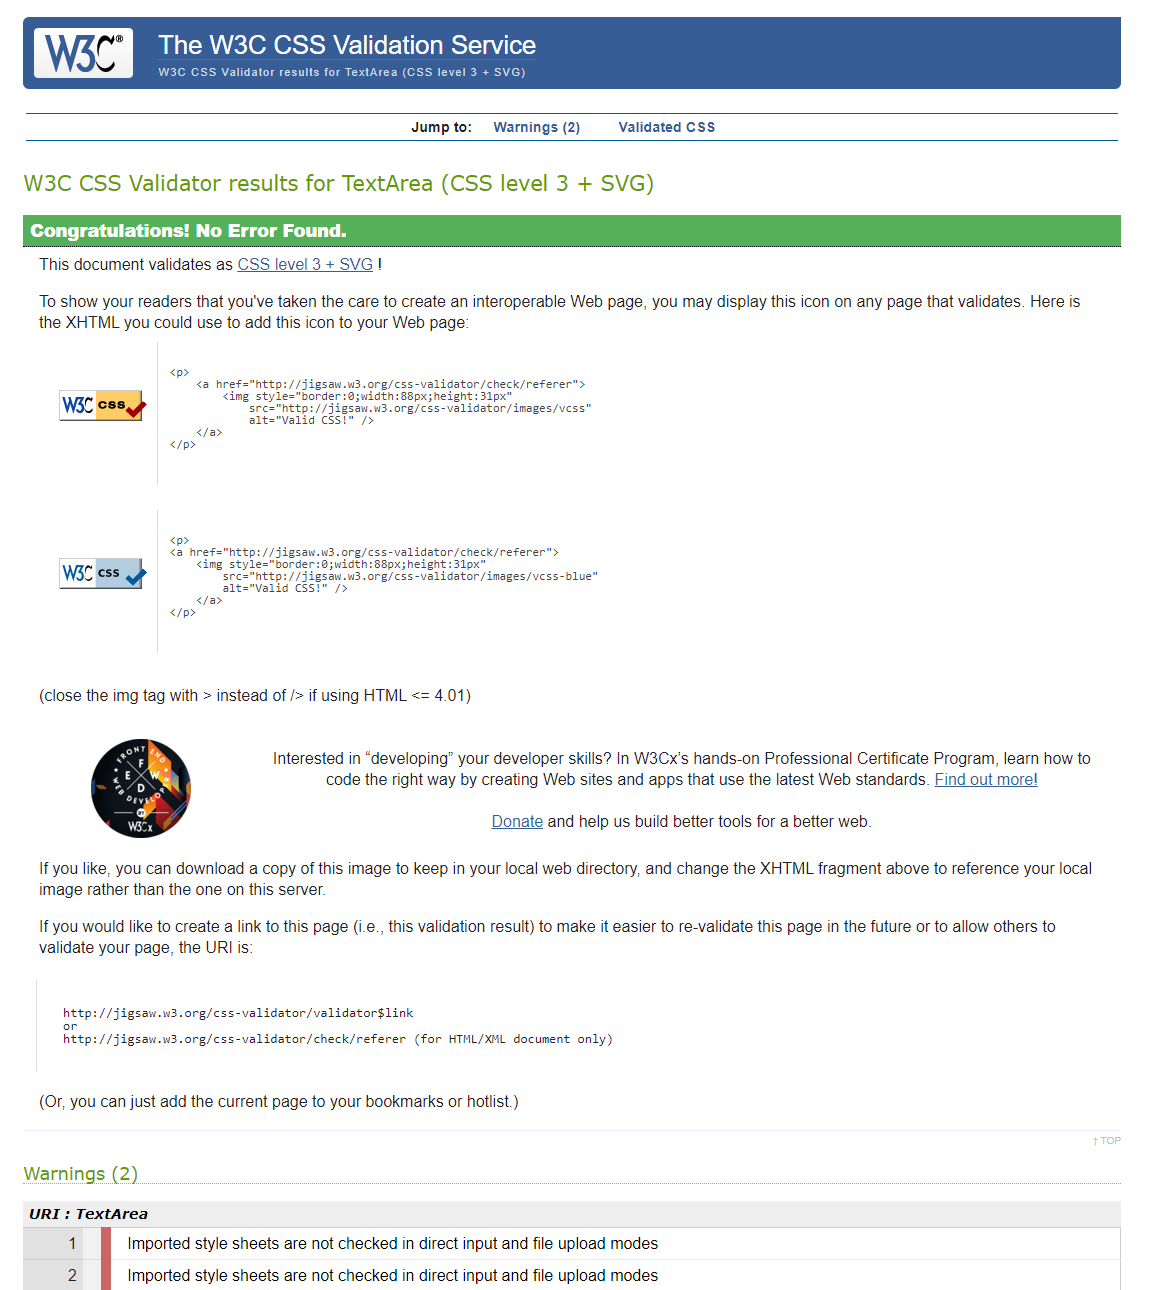 W3C®
The W3C CSS Validation Service
W3C CSS Validator results for TextArea (CSS level 3 + SVG)
Jump to: Warnings (2) Validated CSS
W3C CSS Validator results for TextArea (CSS level 3 + SVG)
Congratulations! No Error Found.
This document validates as CSS level 3 + SVG !
To show your readers that you've taken the care to create an interoperable Web page, you may display this icon on any page that validates. Here is
the XHTML you could use to add this icon to your Web page:
<p>
<a href="http://jigsaw.w3.org/css-validator/check/referer">
<img style="border:0;width:88px;height:31px"
W3C css
src="http://jigsaw.w3.org/css-validator/images/vcss"
alt="Valid CSS!" />
</a>
</p>
<p>
<a href="http://jigsaw.w3.org/css-validator/check/referer">
<img style="border:0;width:88px;height:31px"
W3C css
src="http://jigsaw.w3.org/css-validator/images/vcss-blue"
alt="Valid CSS!" />
</a>
</p>
(close the img tag with > instead of /> if using HTML <= 4.01)
FRONT END
F
E W
D
WEB DEVELOPER
BY
W3Cx
Interested in “developing” your developer skills? In W3Cx’s hands-on Professional Certificate Program, learn how to
code the right way by creating Web sites and apps that use the latest Web standards. Find out more!
Donate and help us build better tools for a better web.
If you like, you can download a copy of this image to keep in your local web directory, and change the XHTML fragment above to reference your local
image rather than the one on this server.
If you would like to create a link to this page (i.e., this validation result) to make it easier to re-validate this page in the future or to allow others to
validate your page, the URI is:
http://jigsaw.w3.org/css-validator/validator$link
or
http://jigsaw.w3.org/css-validator/check/referer (for HTML/XML document only)
(Or, you can just add the current page to your bookmarks or hotlist.)
↑ TOP
Warnings (2)
URI : TextArea
1 Imported style sheets are not checked in direct input and file upload modes
2 Imported style sheets are not checked in direct input and file upload modes